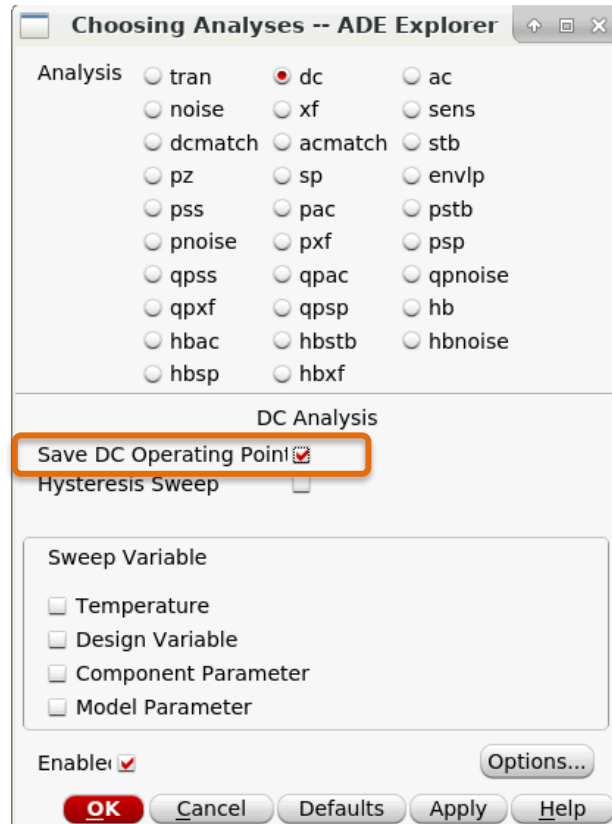 Choosing Analyses -- ADE Explorer
Analysis tran dc ac
noise xf sens
dcmatch acmatch stb
pz sp envlp
pss pac pstb
pnoise pxf psp
qpss qpac qpnoise
qpxf qpsp hb
hbac hbstb hbnoise
hbsp hbxf
DC Analysis
Save DC Operating Point
Hysteresis Sweep
Sweep Variable
Temperature
Design Variable
Component Parameter
Model Parameter
Enabled Options...
OK Cancel Defaults Apply Help